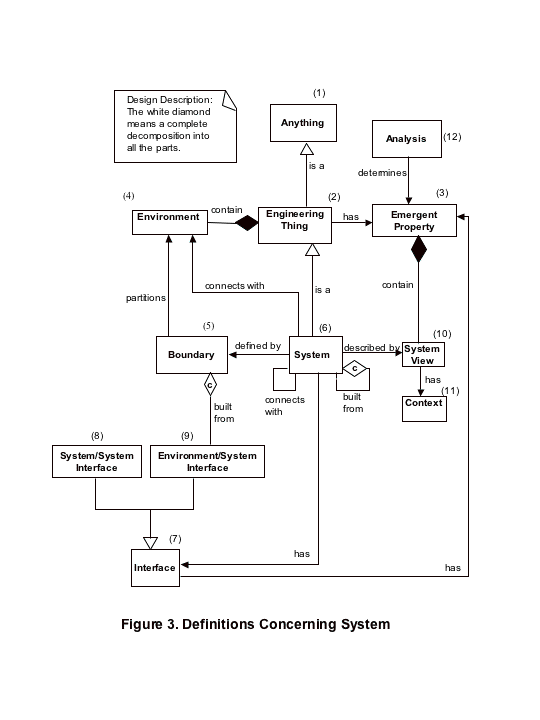 Design Description:
The white diamond
means a complete
decomposition into
all the parts.
(1)
Anything
Analysis
(12)
is a
determines
(4)
(2)
(3)
Environment
contain
Engineering
Thing
has
Emergent
Property
partitions
connects with
is a
contain
(5)
(6)
(10)
Boundary
defined by
System
described by
System
View
c
c
has
(11)
Context
built
from
connects
with
built
from
(8)
(9)
System/System
Interface
Environment/System
Interface
(7)
Interface
has
has
Figure 3. Definitions Concerning System